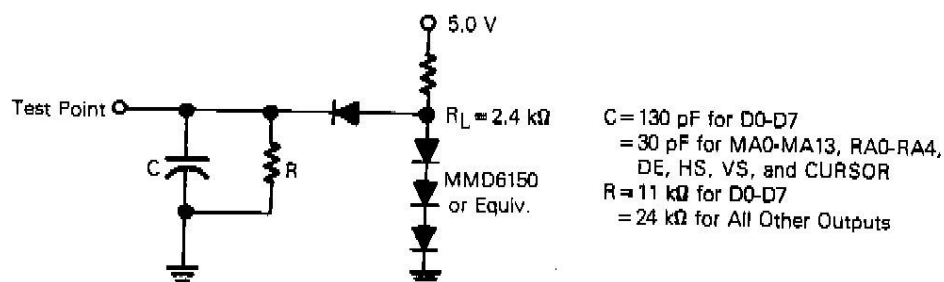 5.0 V
Test Point
R_L = 2.4 kΩ
C
R
MMD6150
or Equiv.
C = 130 pF for D0-D7
= 30 pF for MA0-MA13, RA0-RA4,
DE, HS, VS, and CURSOR
R = 11 kΩ for D0-D7
= 24 kΩ for All Other Outputs